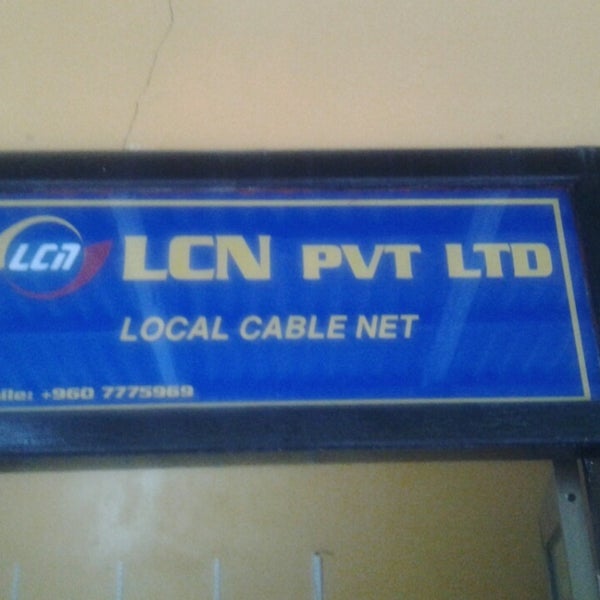 LCN
LCN PVT LTD
LOCAL CABLE NET
+960 7775969